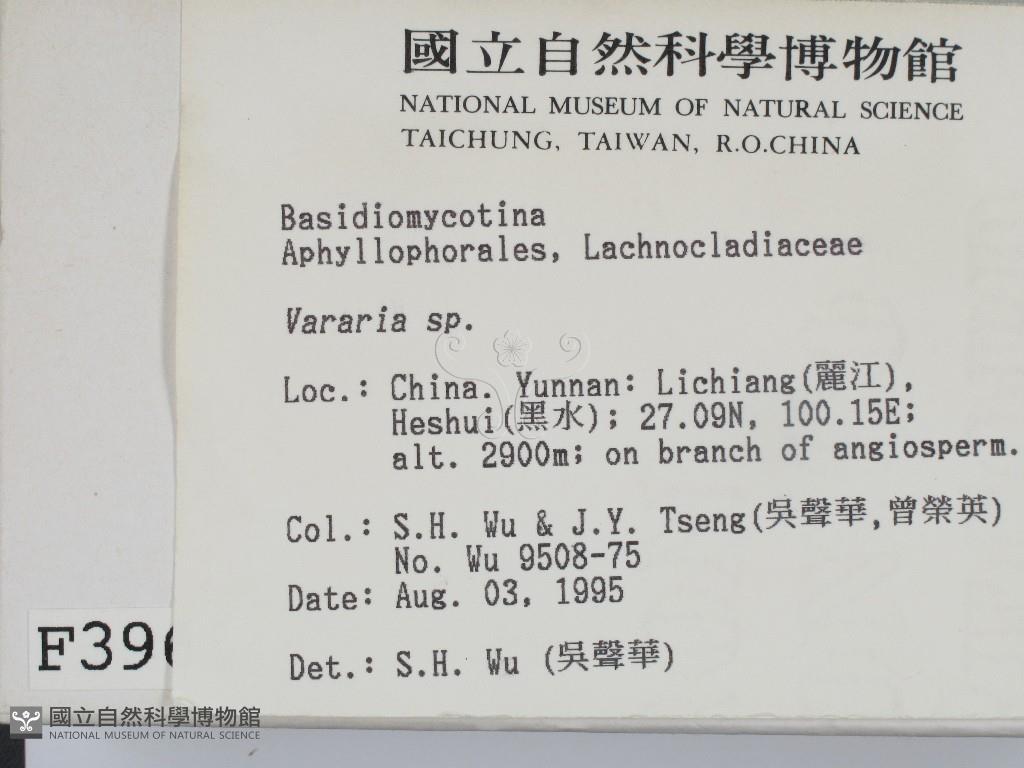 國立自然科學博物館
NATIONAL MUSEUM OF NATURAL SCIENCE
TAICHUNG, TAIWAN, R.O.CHINA
Basidiomycotina
Aphyllophorales, Lachnocladiaceae
Vararia sp.
Loc.: China. Yunnan: Lichiang(麗江),
Heshui(黑水); 27.09N, 100.15E;
alt. 2900m; on branch of angiosperm.
Col.: S.H. Wu & J.Y. Tseng(吳聲華,曾榮英)
No. Wu 9508-75
Date: Aug. 03, 1995
Det.: S.H. Wu (吳聲華)
F396
國立自然科學博物館
NATIONAL MUSEUM OF NATURAL SCIENCE